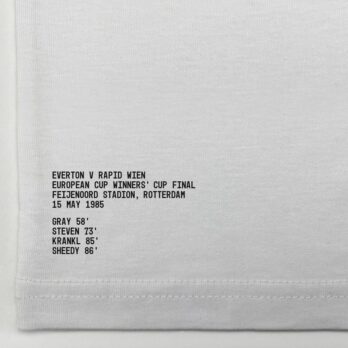 EVERTON V RAPID WIEN
EUROPEAN CUP WINNERS' CUP FINAL
FEIJENOORD STADION, ROTTERDAM
15 MAY 1985
GRAY 58'
STEVEN 73'
KRANKL 85'
SHEEDY 86'